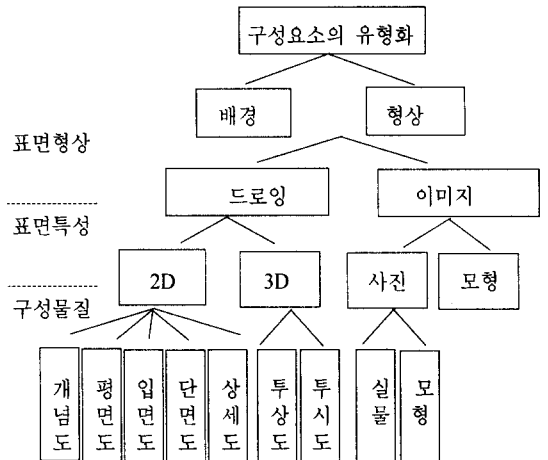 구성요소의 유형화
배경 형상
표면형상
드로잉 이미지
표면특성
2D 3D 사진 모형
구성물질
개념도 평면도 입면도 단면도 상세도 투상도 투시도 실물 모형